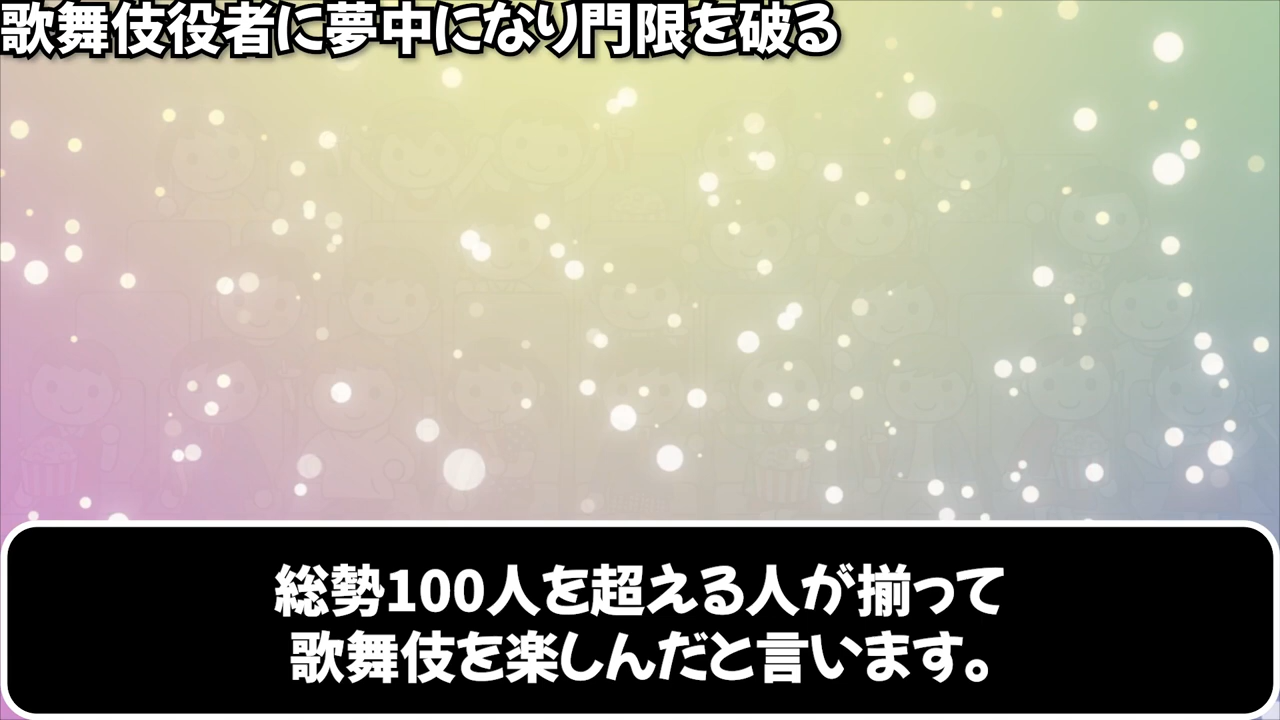 歌舞伎役者に夢中になり門限を破る
総勢100人を超える人が揃って
歌舞伎を楽しんだと言います。